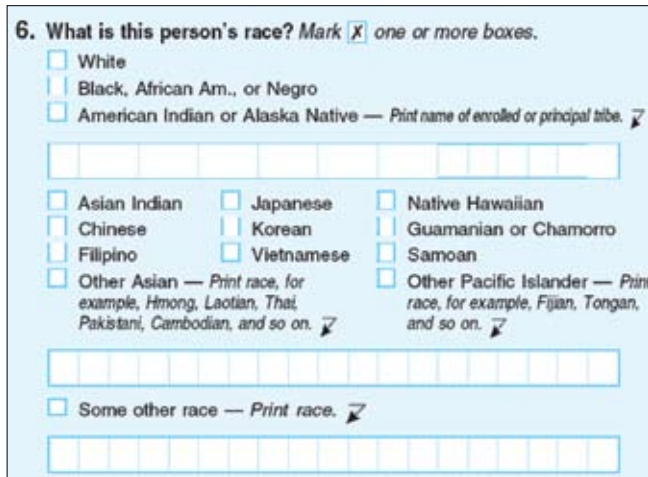 6. What is this person's race? Mark X one or more boxes.
White
Black, African Am., or Negro
American Indian or Alaska Native — Print name of enrolled or principal tribe.
Asian Indian
Japanese
Native Hawaiian
Chinese
Korean
Guamanian or Chamorro
Filipino
Vietnamese
Samoan
Other Asian — Print race, for
example, Hmong, Laotian, Thai,
Pakistani, Cambodian, and so on.
Other Pacific Islander — Print
race, for example, Fijian, Tongan,
and so on.
Some other race — Print race.